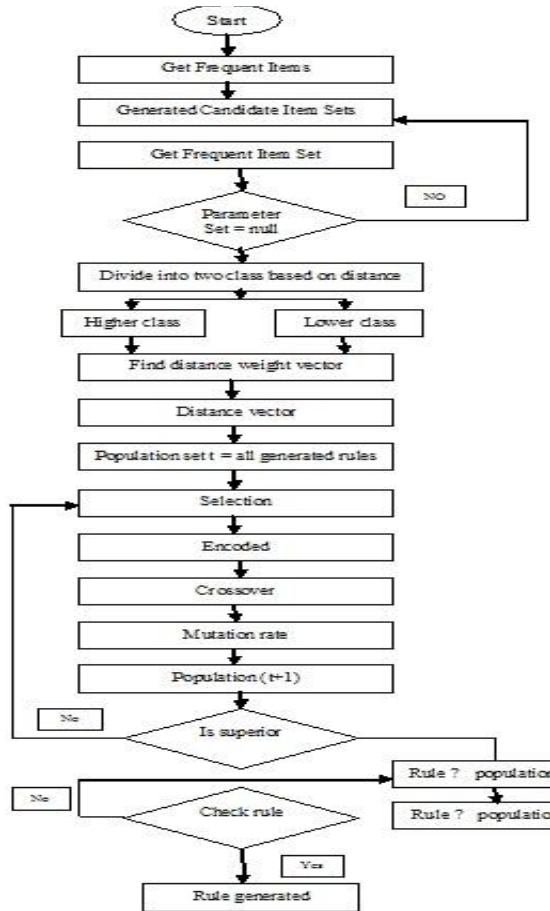 Start
Get Frequent Items
Generated Candidate Item Sets
Get Frequent Item Set
NO
Parameter
Set = null
Divide into two class based on distance
Higher class
Lower class
Find distance weight vector
Distance vector
Population set t = all generated rules
Selection
Encoded
Crossover
Mutation rate
Population (t+1)
No
Is superior
Rule ? population
No
Check rule
Rule ? population
Yes
Rule generated